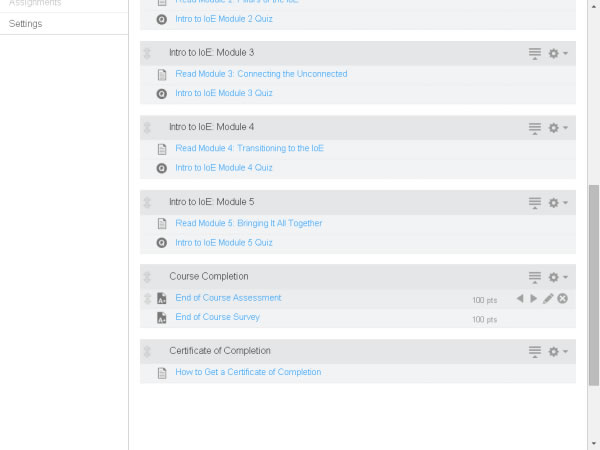 Assignments
Settings
Read Module 2: Pillars of the IoE
Intro to IoE Module 2 Quiz
Intro to IoE: Module 3
Read Module 3: Connecting the Unconnected
Intro to IoE Module 3 Quiz
Intro to IoE: Module 4
Read Module 4: Transitioning to the IoE
Intro to IoE Module 4 Quiz
Intro to IoE: Module 5
Read Module 5: Bringing It All Together
Intro to IoE Module 5 Quiz
Course Completion
End of Course Assessment 100 pts
End of Course Survey 100 pts
Certificate of Completion
How to Get a Certificate of Completion